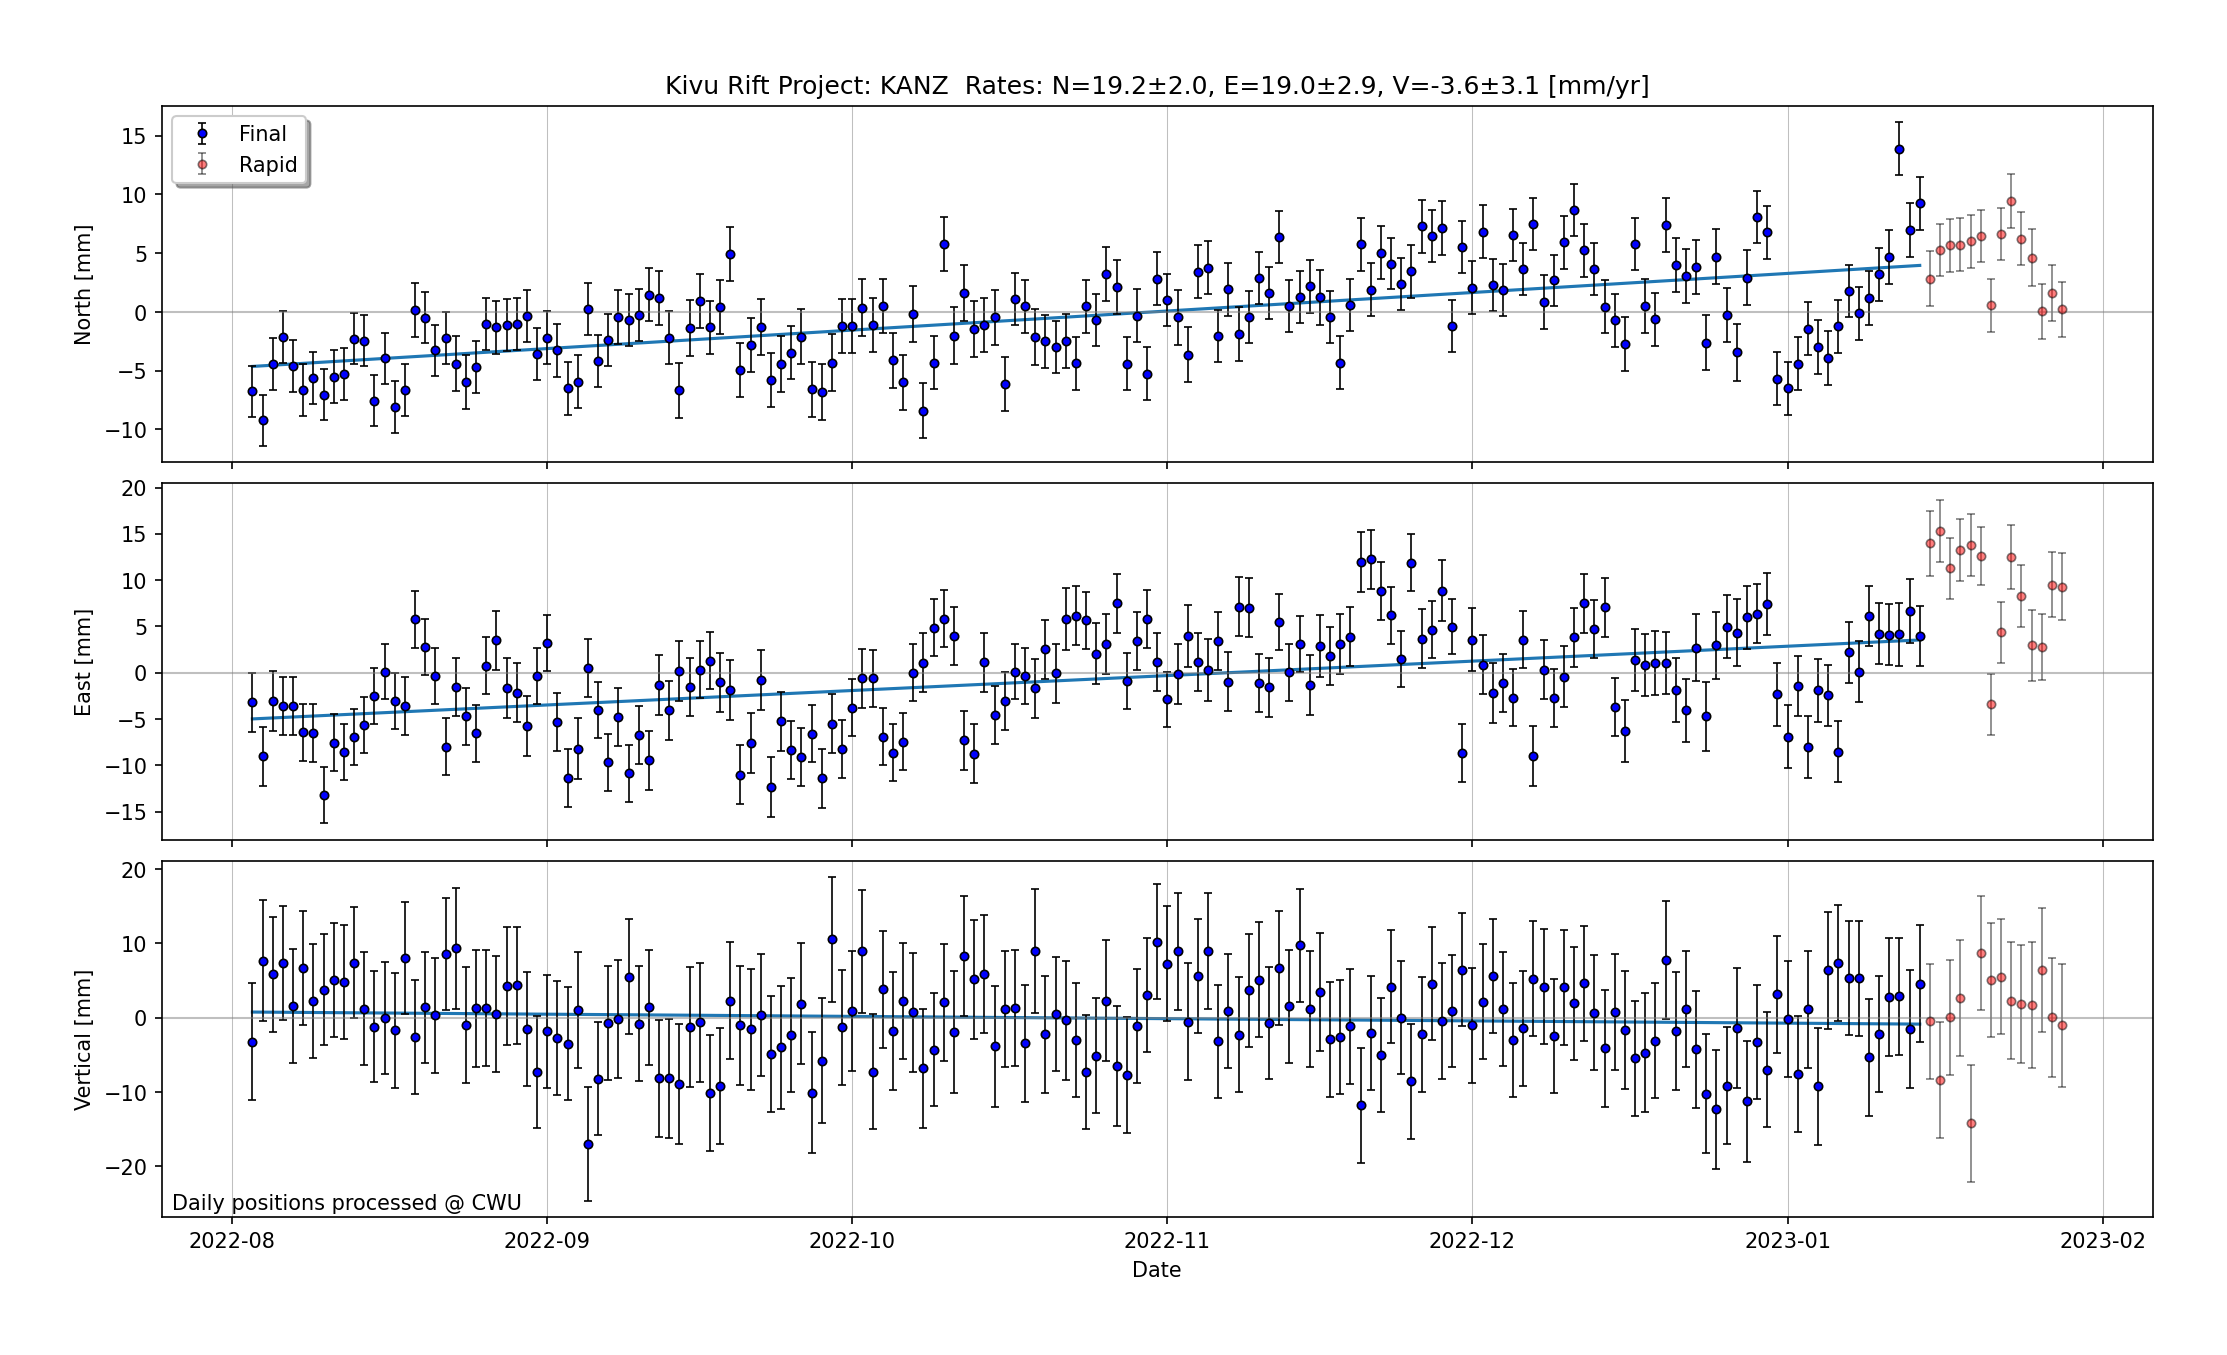 Kivu Rift Project: KANZ  Rates: N=19.2±2.0, E=19.0±2.9, V=-3.6±3.1 [mm/yr]
Final
Rapid
15
10
5
0
−5
−10
North [mm]
20
15
10
5
0
−5
−10
−15
East [mm]
20
10
0
−10
−20
Vertical [mm]
Daily positions processed @ CWU
2022-08 2022-09 2022-10 2022-11 2022-12 2023-01 2023-02
Date